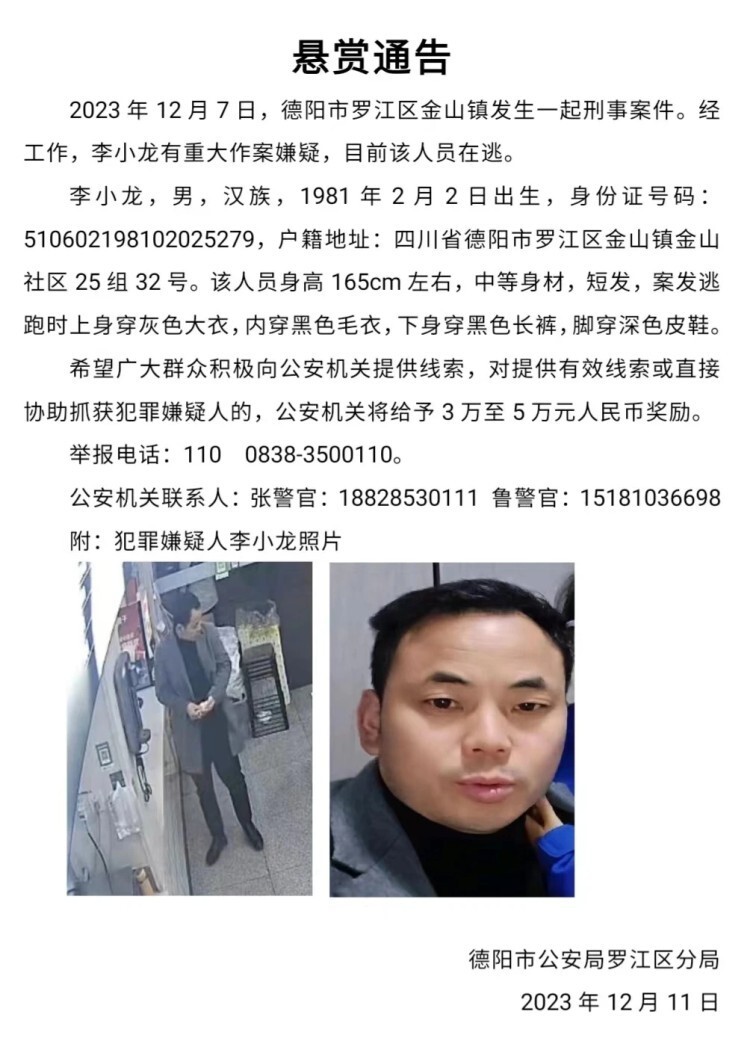 悬赏通告
2023 年 12 月 7 日，德阳市罗江区金山镇发生一起刑事案件。经
工作，李小龙有重大作案嫌疑，目前该人员在逃。
李小龙，男，汉族，1981 年 2 月 2 日出生，身份证号码：
510602198102025279，户籍地址：四川省德阳市罗江区金山镇金山
社区 25 组 32 号。该人员身高 165cm 左右，中等身材，短发，案发逃
跑时上身穿灰色大衣，内穿黑色毛衣，下身穿黑色长裤，脚穿深色皮鞋。
希望广大群众积极向公安机关提供线索，对提供有效线索或直接
协助抓获犯罪嫌疑人的，公安机关将给予 3 万至 5 万元人民币奖励。
举报电话：110 0838-3500110。
公安机关联系人：张警官：18828530111 鲁警官：15181036698
附：犯罪嫌疑人李小龙照片
德阳市公安局罗江区分局
2023 年 12 月 11 日